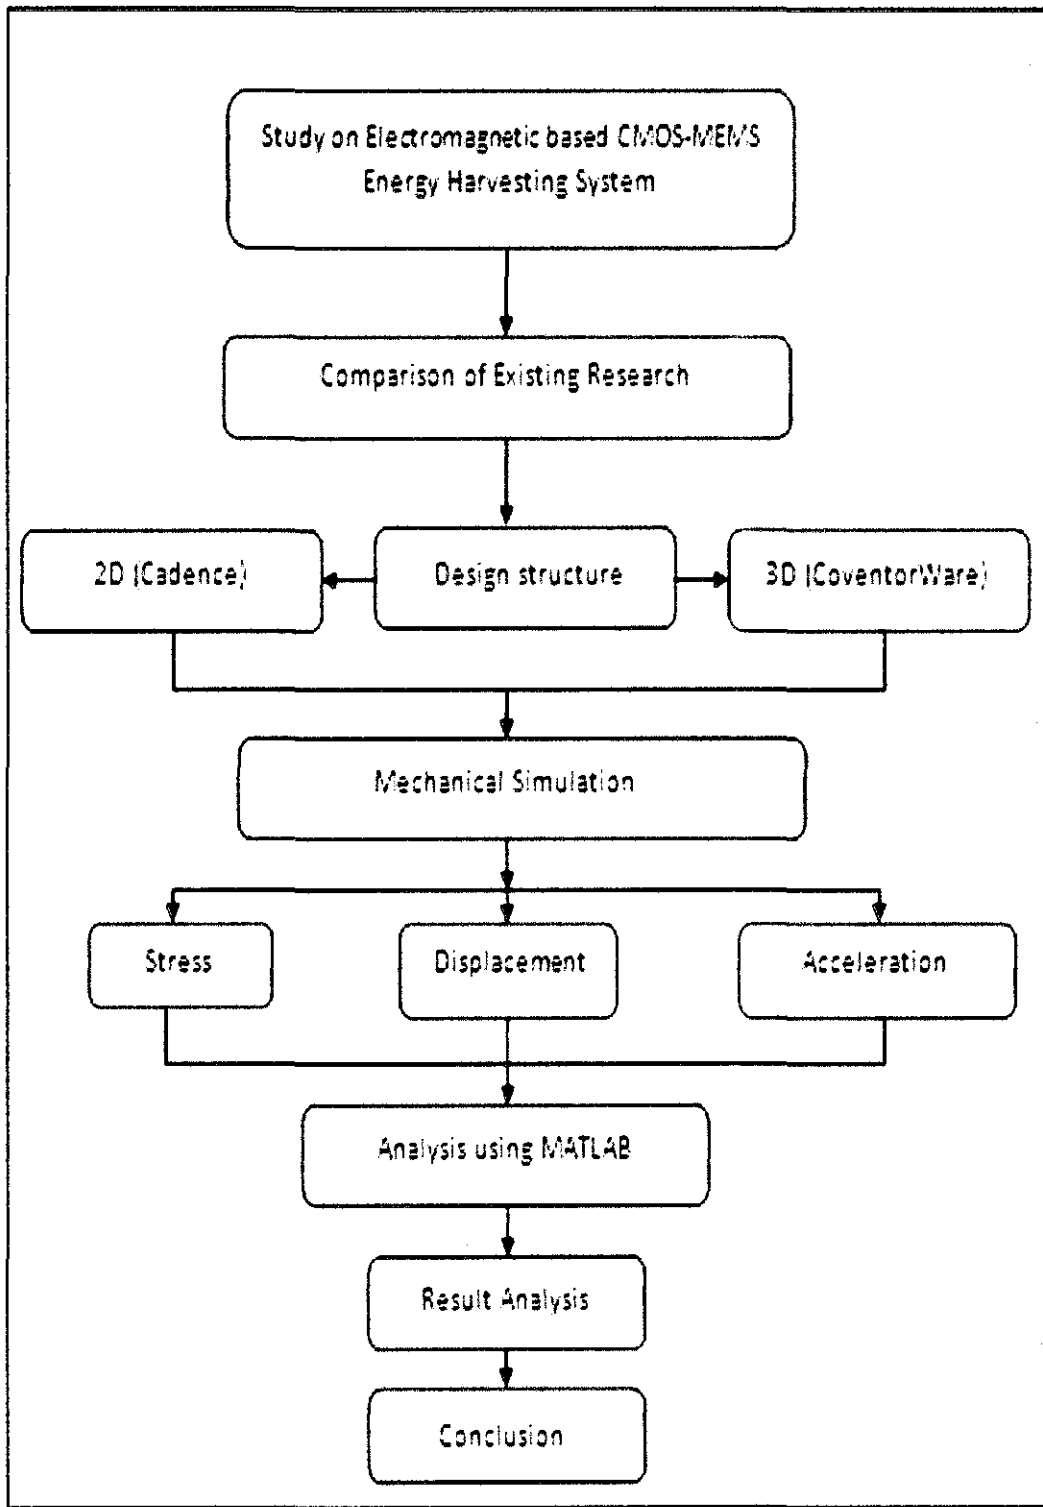 Study on Electromagnetic based CMOS-MEMS
Energy Harvesting System
Comparison of Existing Research
2D (Cadence)
Design structure
3D (CoventorWare)
Mechanical Simulation
Stress
Displacement
Acceleration
Analysis using MATLAB
Result Analysis
Conclusion